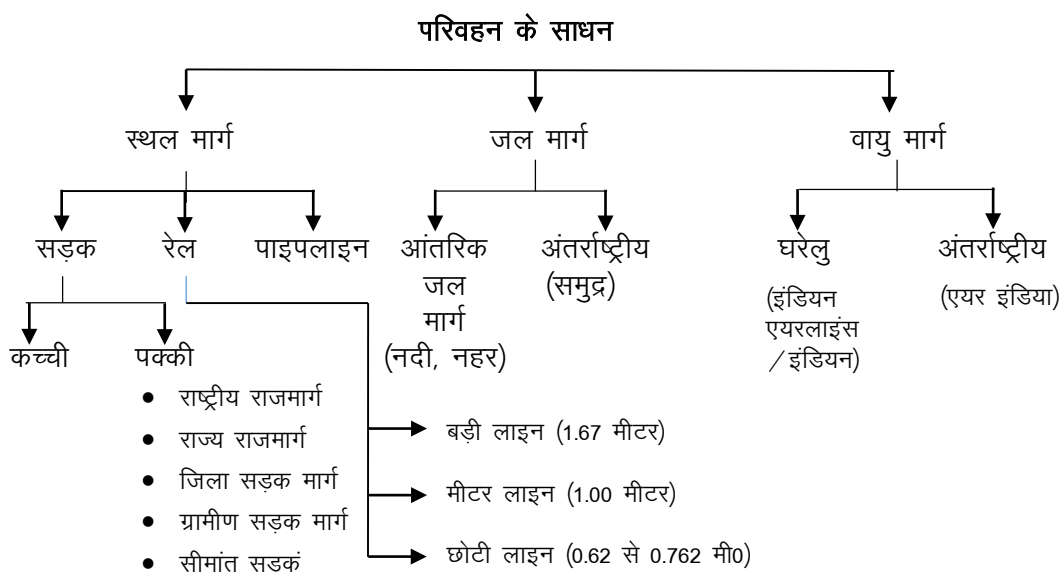 परिवहन के साधन
स्थल मार्ग जल मार्ग वायु मार्ग
सड़क रेल पाइपलाइन आंतरिक जल मार्ग (नदी, नहर) अंतर्राष्ट्रीय (समुद्र) घरेलु अंतर्राष्ट्रीय
(इंडियन एयरलाइंस / इंडियन) (एयर इंडिया)
कच्ची पक्की
• राष्ट्रीय राजमार्ग
• राज्य राजमार्ग
• जिला सड़क मार्ग
• ग्रामीण सड़क मार्ग
• सीमांत सड़कं
बड़ी लाइन (1.67 मीटर)
मीटर लाइन (1.00 मीटर)
छोटी लाइन (0.62 से 0.762 मी0)